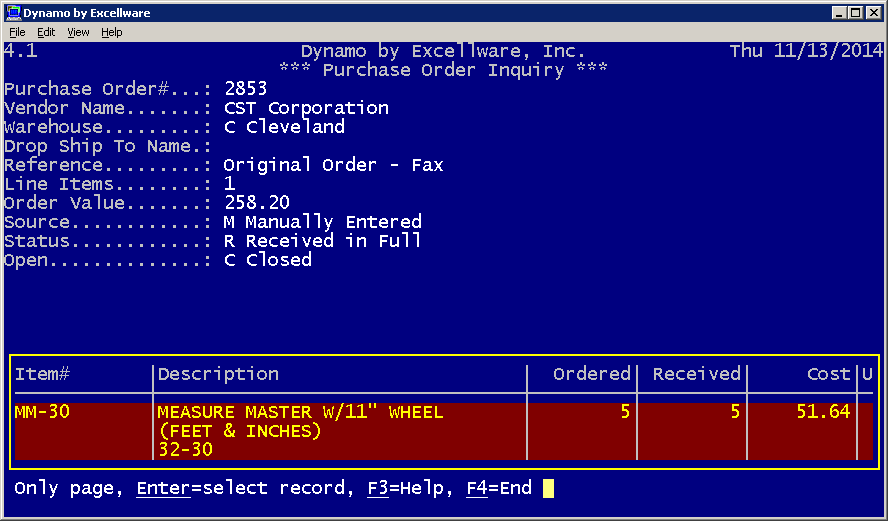 Dynamo by Excellware
File Edit View Help
4.1 Dynamo by Excellware, Inc. Thu 11/13/2014
*** Purchase Order Inquiry ***
Purchase Order#...: 2853
Vendor Name.......: CST Corporation
Warehouse.........: C Cleveland
Drop Ship To Name.:
Reference.........: Original Order - Fax
Line Items........: 1
Order Value.......: 258.20
Source............: M Manually Entered
Status............: R Received in Full
Open..............: C Closed
Item# Description Ordered Received Cost U
MM-30 MEASURE MASTER W/11" WHEEL 5 5 51.64
(FEET & INCHES)
32-30
Only page, Enter=select record, F3=Help, F4=End